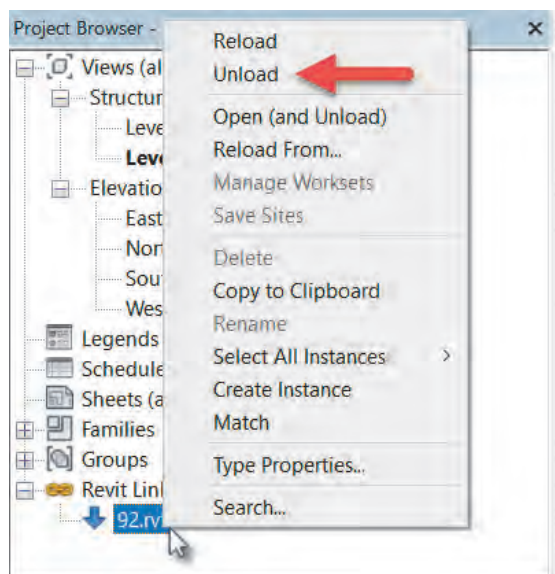 Project Browser -
Reload
Views (al
Unload
Structur
Open (and Unload)
Leve
Reload From...
Leve
Manage Worksets
Elevatio
Save Sites
East
Nor
Delete
Sou
Copy to Clipboard
Wes
Rename
Legends
Select All Instances
Schedule
Create Instance
Sheets (a
Match
Families
Groups
Type Properties...
Revit Lin
Search...
92.rv